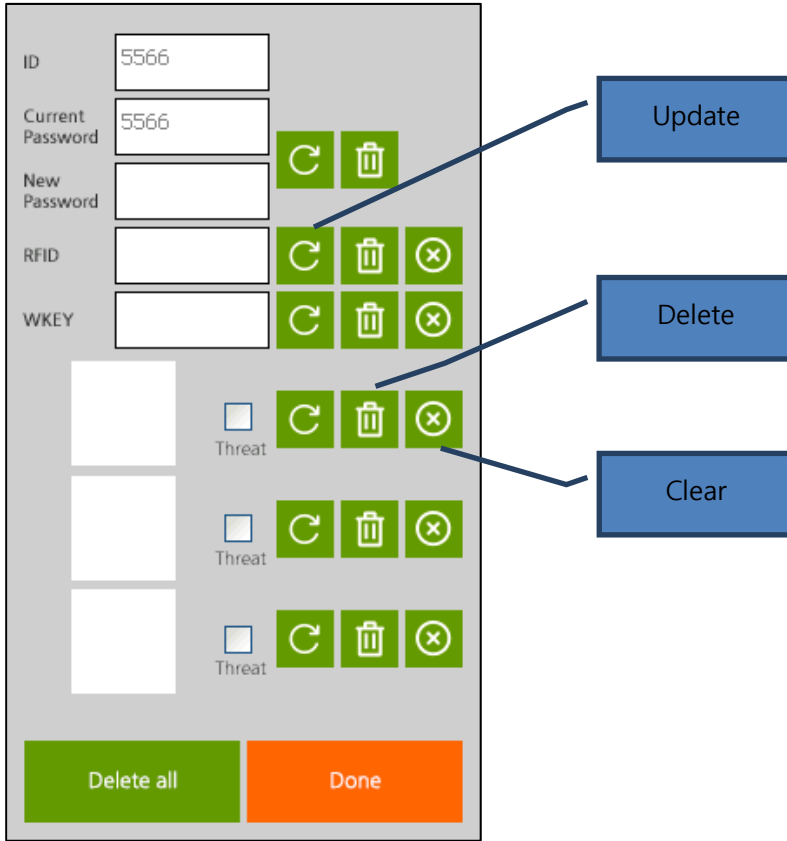 ID
5566
Current
Password
5566
New
Password
RFID
WKEY
Threat
Threat
Threat
Delete all
Done
Update
Delete
Clear